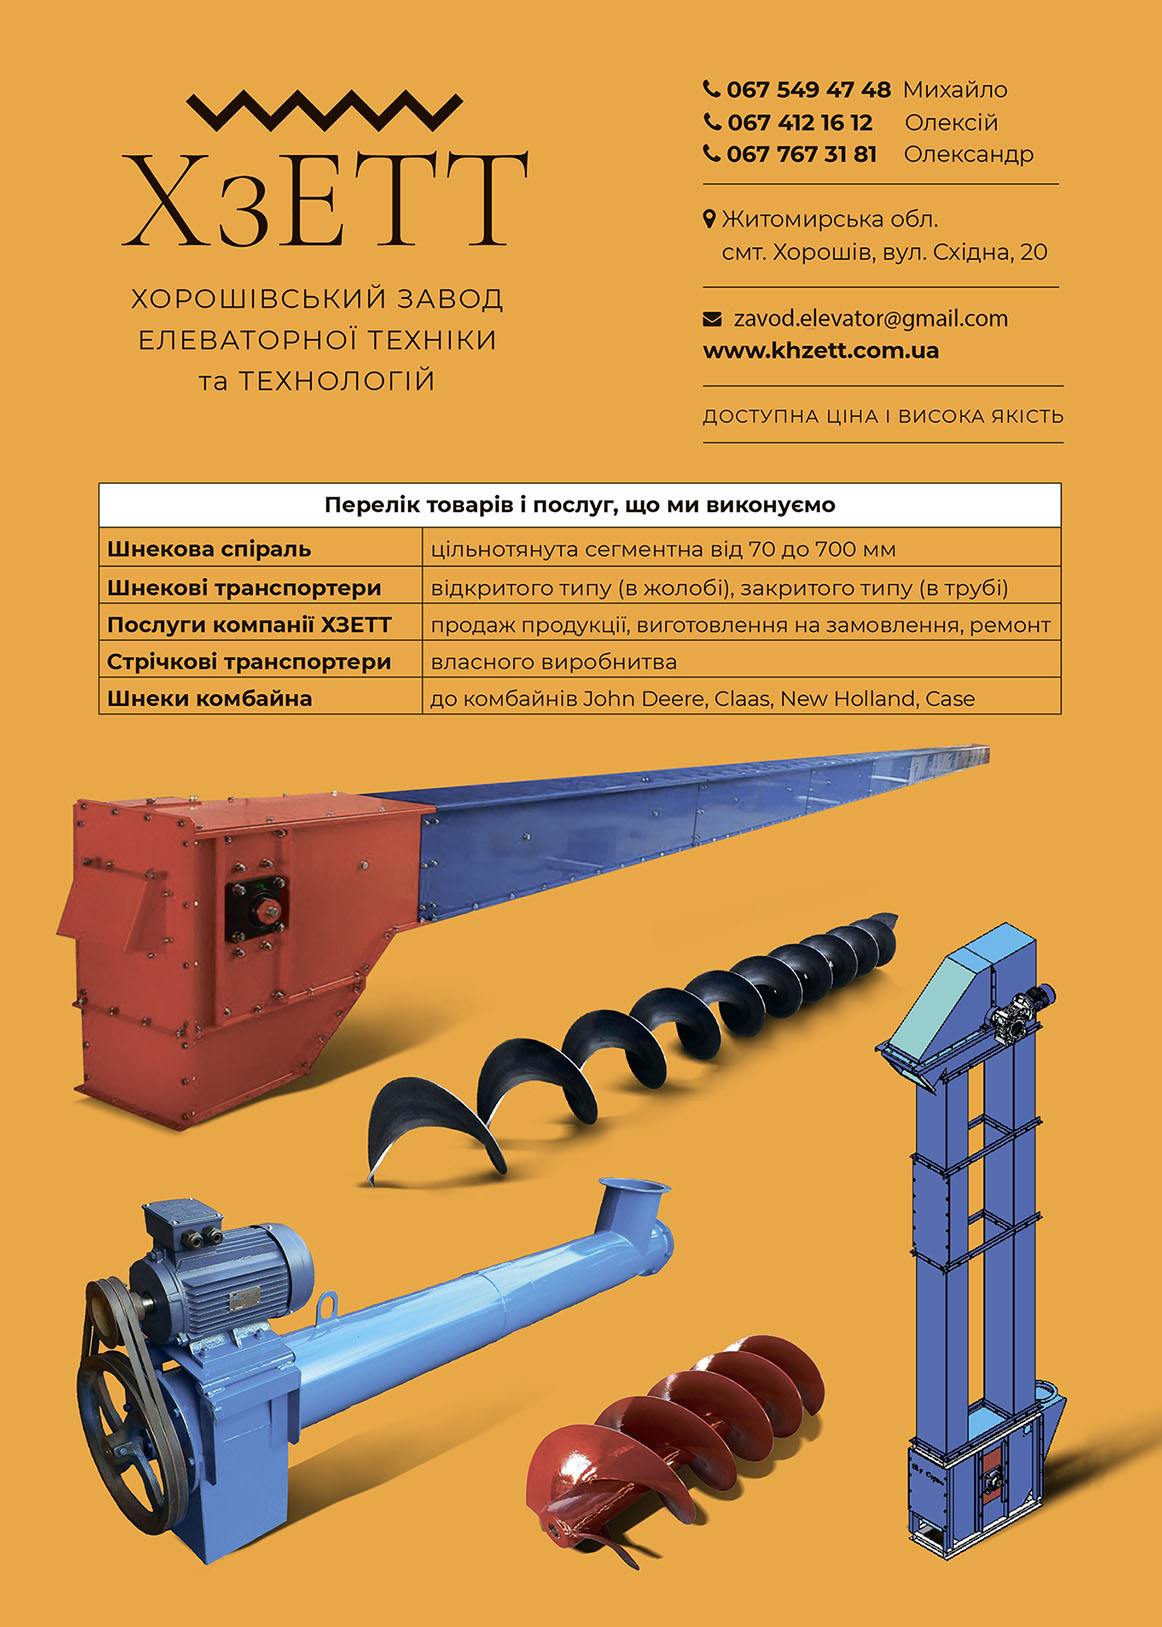 ХзЕТТ
ХОРОШІВСЬКИЙ ЗАВОД
ЕЛЕВАТОРНОЇ ТЕХНІКИ
та ТЕХНОЛОГІЙ
067 549 47 48 Михайло
067 412 16 12 Олексій
067 767 31 81 Олександр
Житомирська обл.
смт. Хорошів, вул. Східна, 20
zavod.elevator@gmail.com
www.khzett.com.ua
ДОСТУПНА ЦІНА І ВИСОКА ЯКІСТЬ
Перелік товарів і послуг, що ми виконуємо
Шнекова спіраль цільнотянута сегментна від 70 до 700 мм
Шнекові транспортери відкритого типу (в жолобі), закритого типу (в трубі)
Послуги компанії ХЗЕТТ продаж продукції, виготовлення на замовлення, ремонт
Стрічкові транспортери власного виробнитва
Шнеки комбайна до комбайнів John Deere, Claas, New Holland, Case